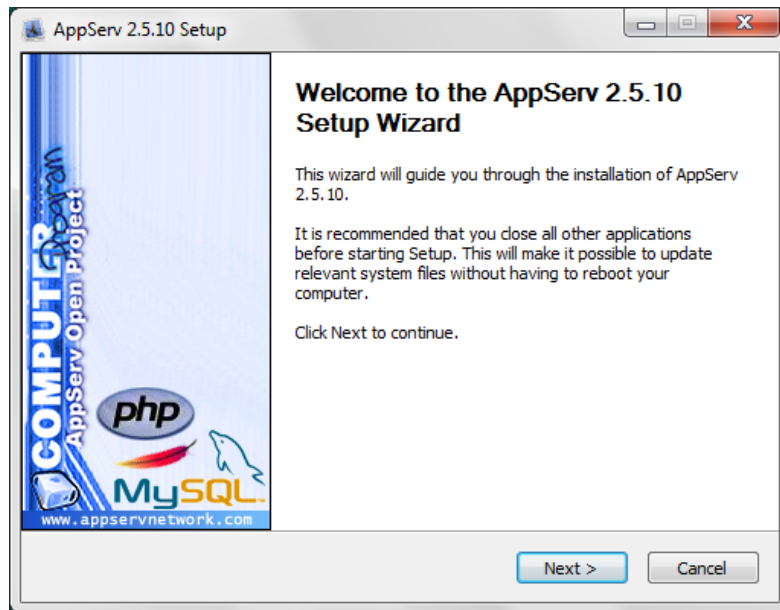 AppServ 2.5.10 Setup
COMPUTER
Program
AppServ Open Project
php
MySQL
www.appservnetwork.com
Welcome to the AppServ 2.5.10
Setup Wizard
This wizard will guide you through the installation of AppServ
2.5.10.
It is recommended that you close all other applications
before starting Setup. This will make it possible to update
relevant system files without having to reboot your
computer.
Click Next to continue.
Next >
Cancel